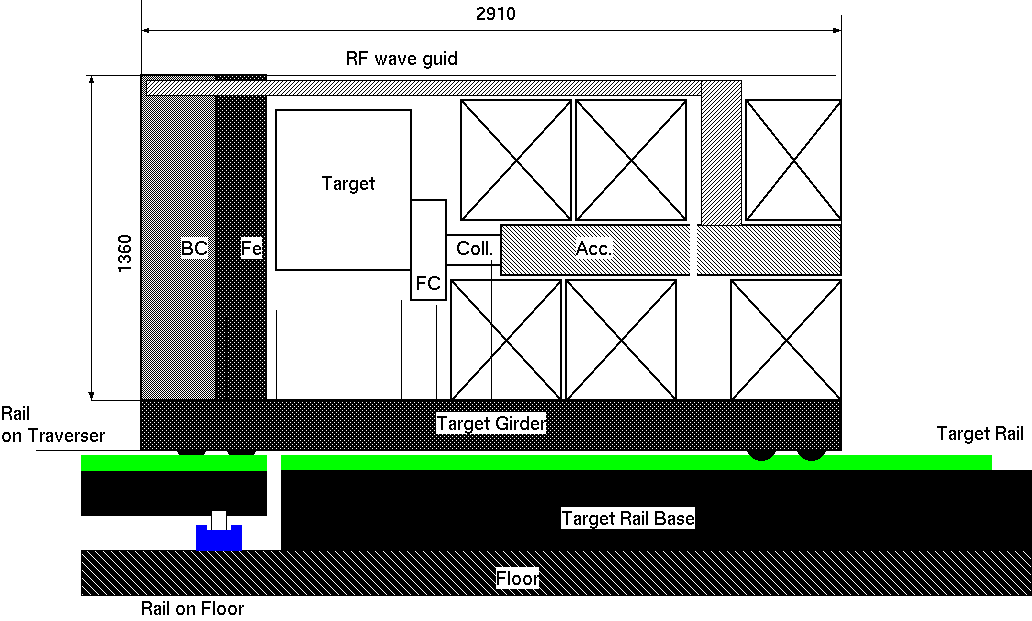 2910
RF wave guid
Target
1360
BC
Fe
Coll.
Acc.
FC
Rail
on Traverser
Target Girder
Target Rail
Target Rail Base
Floor
Rail on Floor